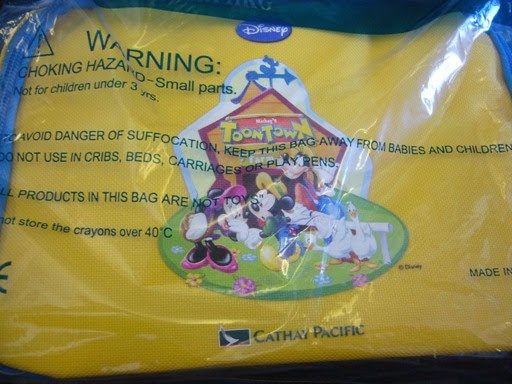 Disney
WARNING:
CHOKING HAZARD-Small parts.
Not for children under 3 yrs.
Mickey's
TOONTOWN
AVOID DANGER OF SUFFOCATION, KEEP THIS BAG AWAY FROM BABIES AND CHILDREN
DO NOT USE IN CRIBS, BEDS, CARRIAGES OR PLAY PENS.
ALL PRODUCTS IN THIS BAG ARE NOT TOYS"
not store the crayons over 40°C
© Disney
CE
MADE IN
CATHAY PACIFIC